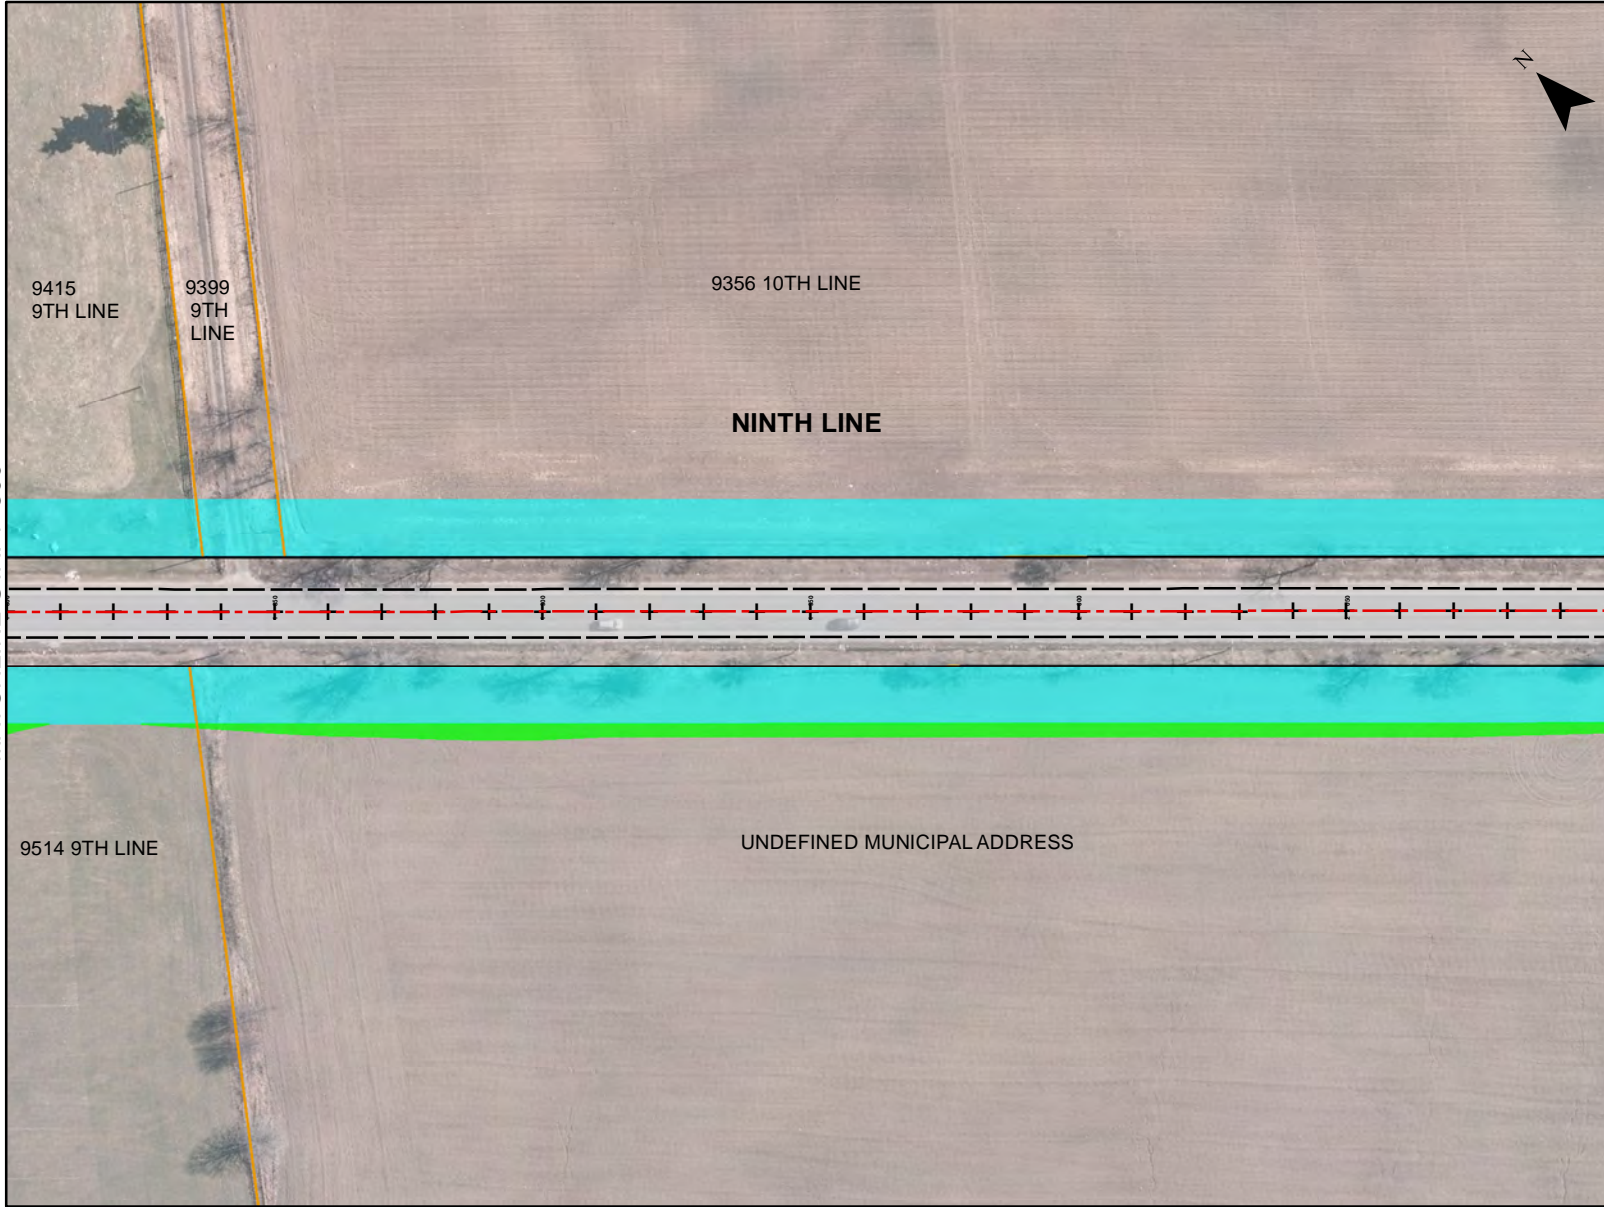 N
9415
9TH LINE
9399
9TH
LINE
9356 10TH LINE
NINTH LINE
9514 9TH LINE
UNDEFINED MUNICIPAL ADDRESS